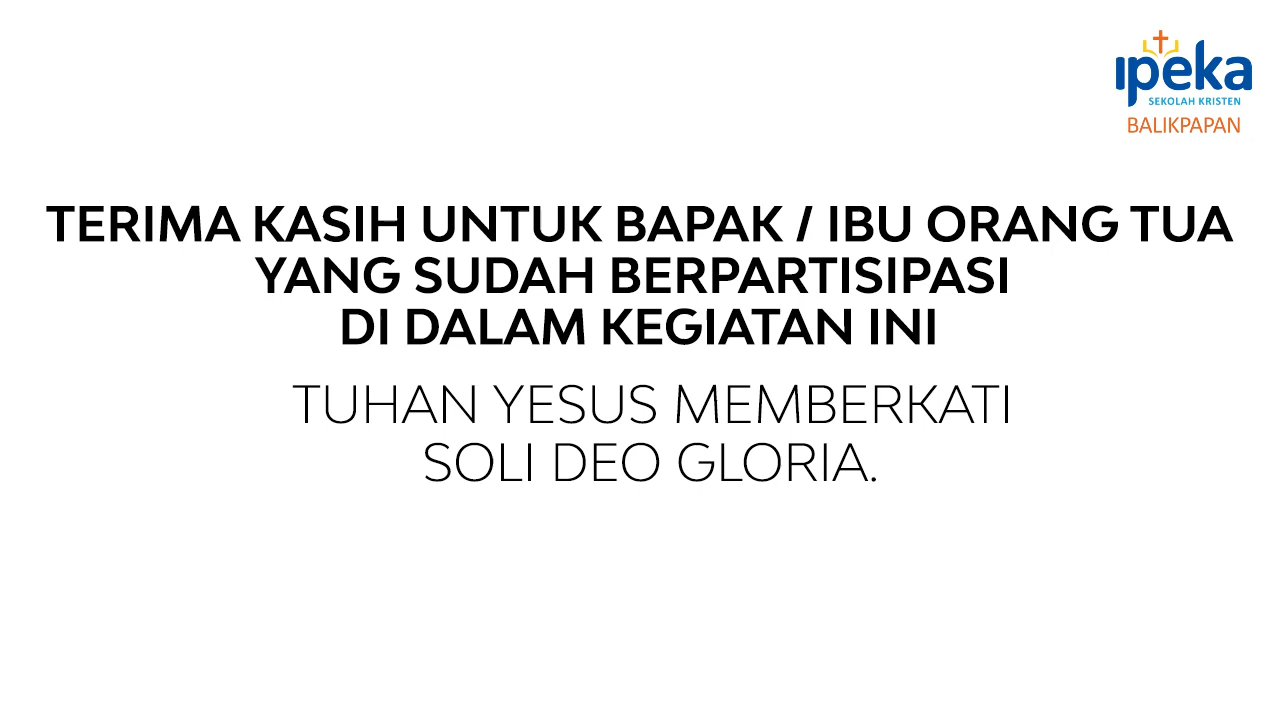 ipeka
SEKOLAH KRISTEN
BALIKPAPAN
TERIMA KASIH UNTUK BAPAK / IBU ORANG TUA
YANG SUDAH BERPARTISIPASI
DI DALAM KEGIATAN INI
TUHAN YESUS MEMBERKATI
SOLI DEO GLORIA.